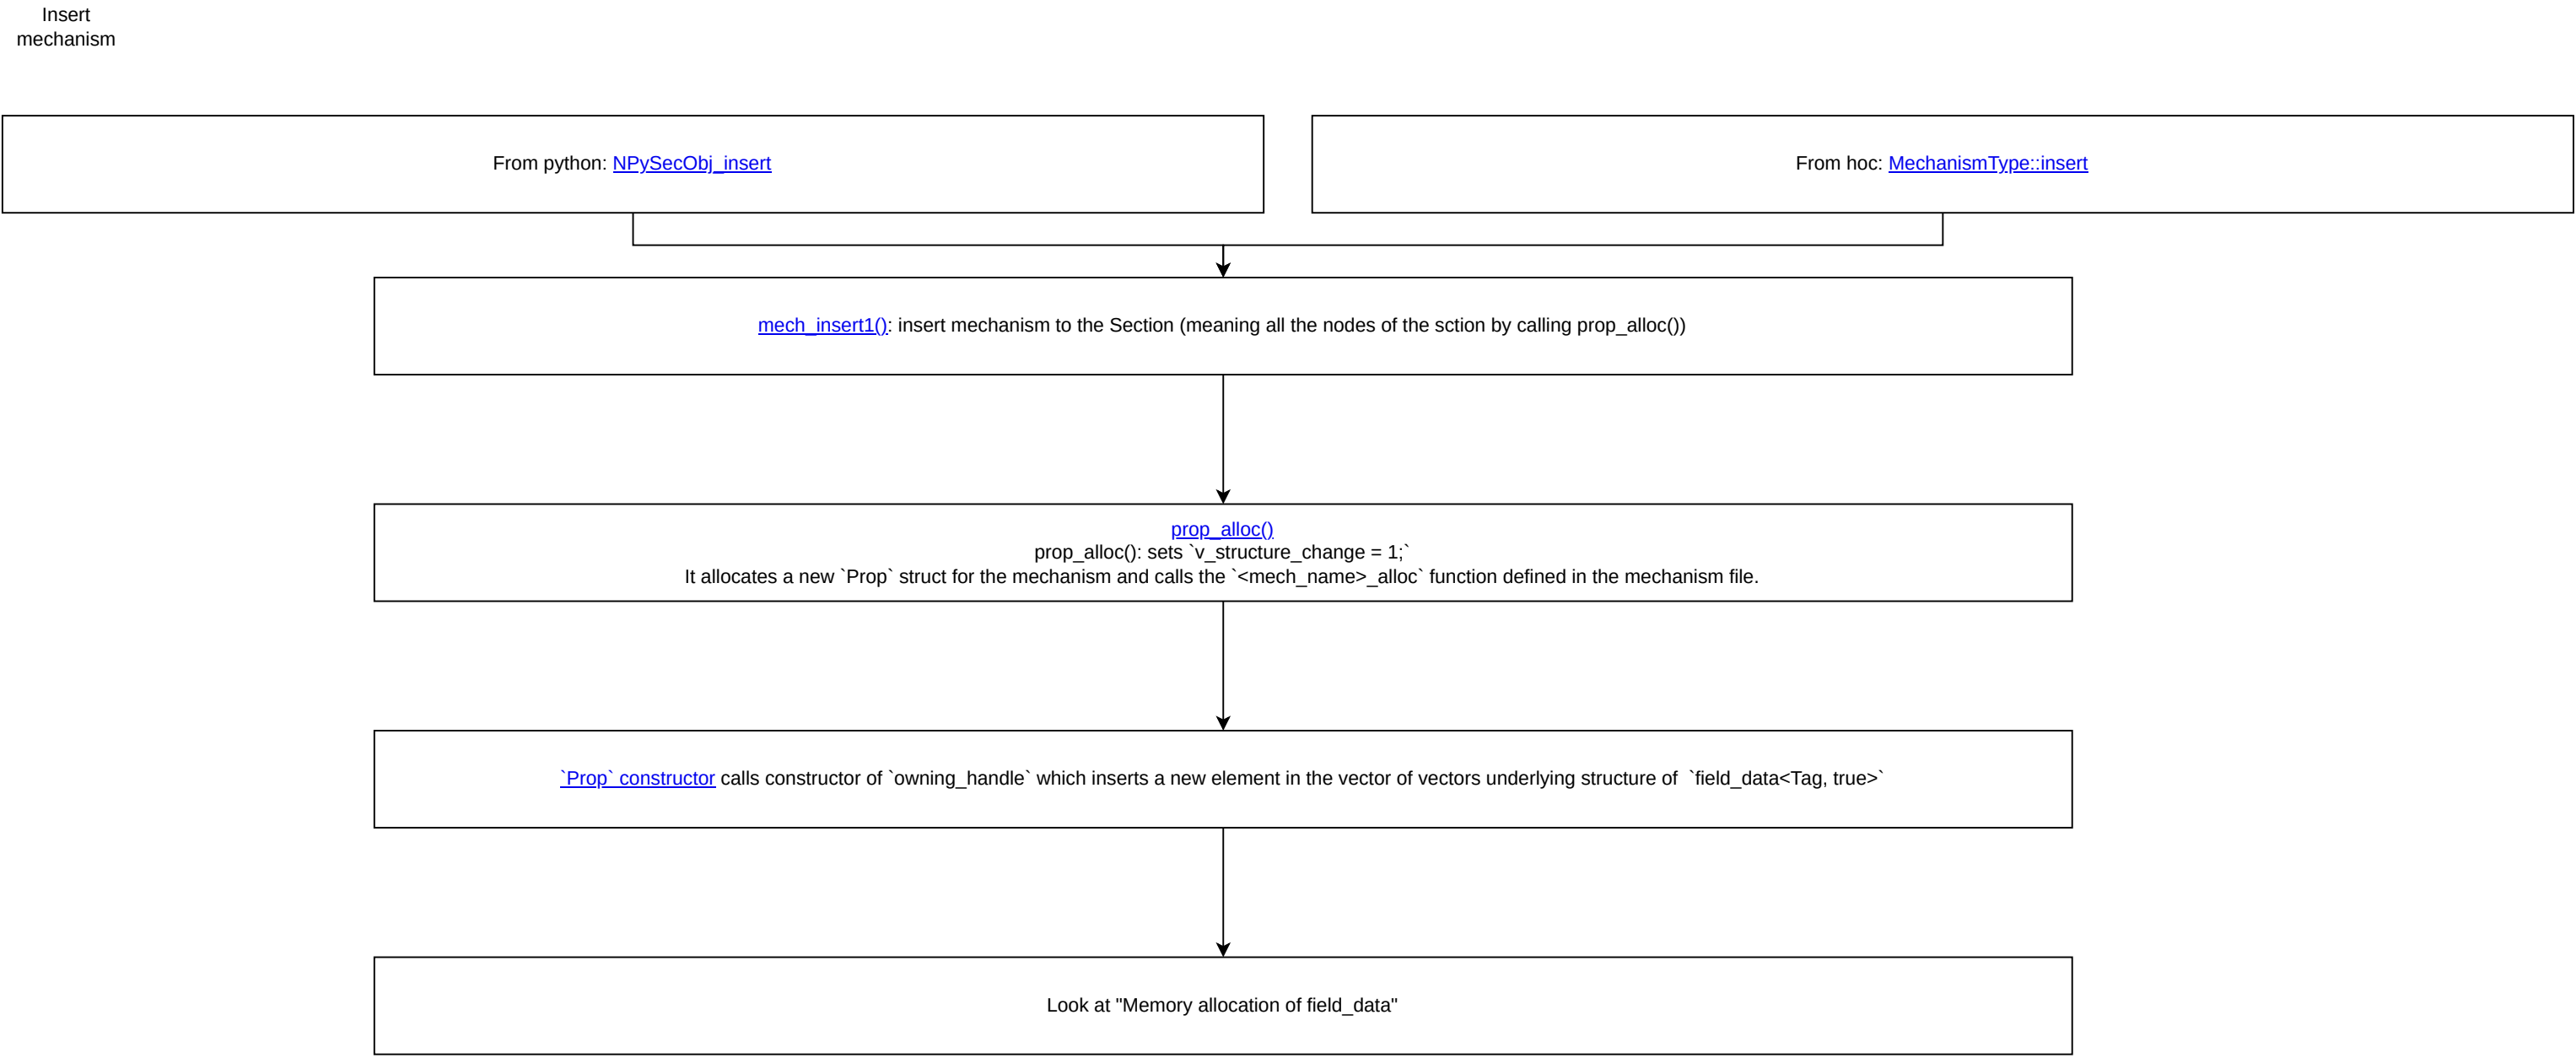 Insert
mechanism
From python: NPySecObj_insert
From hoc: MechanismType::insert
mech_insert1(): insert mechanism to the Section (meaning all the nodes of the sction by calling prop_alloc())
prop_alloc()
prop_alloc(): sets `v_structure_change = 1;`
It allocates a new `Prop` struct for the mechanism and calls the `<mech_name>_alloc` function defined in the mechanism file.
`Prop` constructor calls constructor of `owning_handle` which inserts a new element in the vector of vectors underlying structure of  `field_data<Tag, true>`
Look at "Memory allocation of field_data"